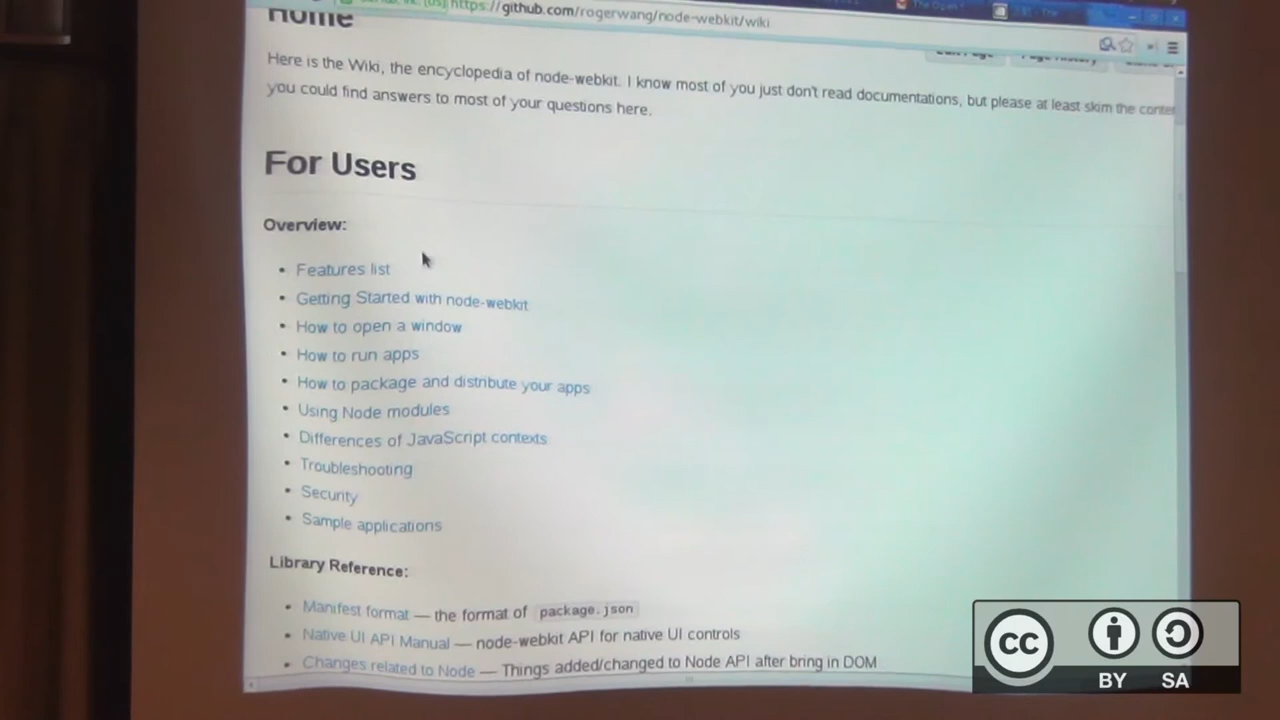 https://github.com/rogerwang/node-webkit/wiki
Home
Here is the Wiki, the encyclopedia of node-webkit. I know most of you just don't read documentations, but please at least skim the
you could find answers to most of your questions here.
For Users
Overview:
• Features list
• Getting Started with node-webkit
• How to open a window
• How to run apps
• How to package and distribute your apps
• Using Node modules
• Differences of JavaScript contexts
• Troubleshooting
• Security
• Sample applications
Library Reference:
• Manifest format — the format of package.json
• Native UI API Manual — node-webkit API for native UI controls
• Changes related to Node — Things added/changed to Node API after bring in DOM
cc
BY SA